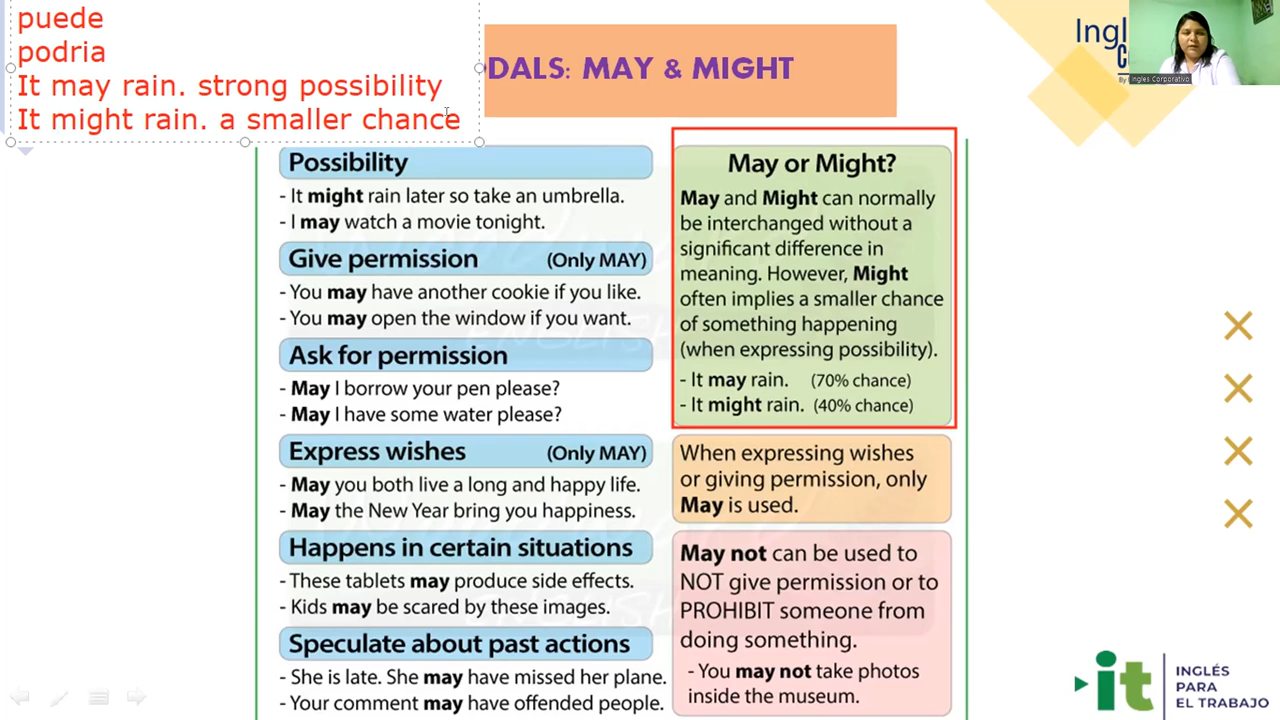 puede
podria
It may rain. strong possibility
It might rain. a smaller chance
DALS: MAY & MIGHT
Ingl
C
By Ingles Corporativo
Possibility
- It might rain later so take an umbrella.
- I may watch a movie tonight.
Give permission (Only MAY)
- You may have another cookie if you like.
- You may open the window if you want.
Ask for permission
- May I borrow your pen please?
- May I have some water please?
Express wishes (Only MAY)
- May you both live a long and happy life.
- May the New Year bring you happiness.
Happens in certain situations
- These tablets may produce side effects.
- Kids may be scared by these images.
Speculate about past actions
- She is late. She may have missed her plane.
- Your comment may have offended people.
May or Might?
May and Might can normally
be interchanged without a
significant difference in
meaning. However, Might
often implies a smaller chance
of something happening
(when expressing possibility).
- It may rain. (70% chance)
- It might rain. (40% chance)
When expressing wishes
or giving permission, only
May is used.
May not can be used to
NOT give permission or to
PROHIBIT someone from
doing something.
- You may not take photos
inside the museum.
it
INGLÉS
PARA
EL TRABAJO